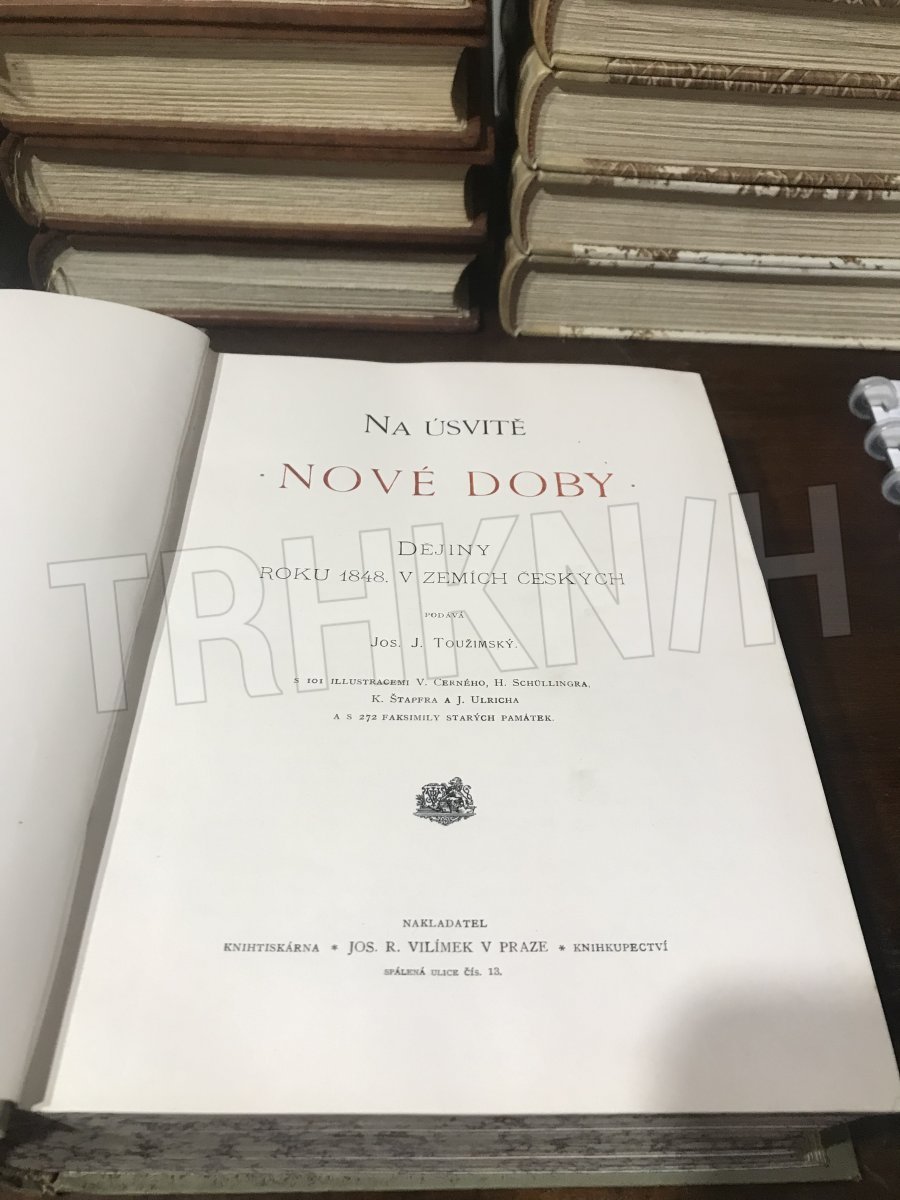 Na úsvitě
· NOVÉ DOBY ·
Dějiny
roku 1848. v zemích českých
podává
Jos. J. Toužimský.
s 101 illustracemi V. Černého, H. Schüllingra,
K. Štapfra a J. Ulricha
a s 272 faksimily starých památek.
NAKLADATEL
KNIHTISKÁRNA * JOS. R. VILÍMEK V PRAZE * KNIHKUPECTVÍ
SPÁLENÁ ULICE čís. 13.
TRHKNIH